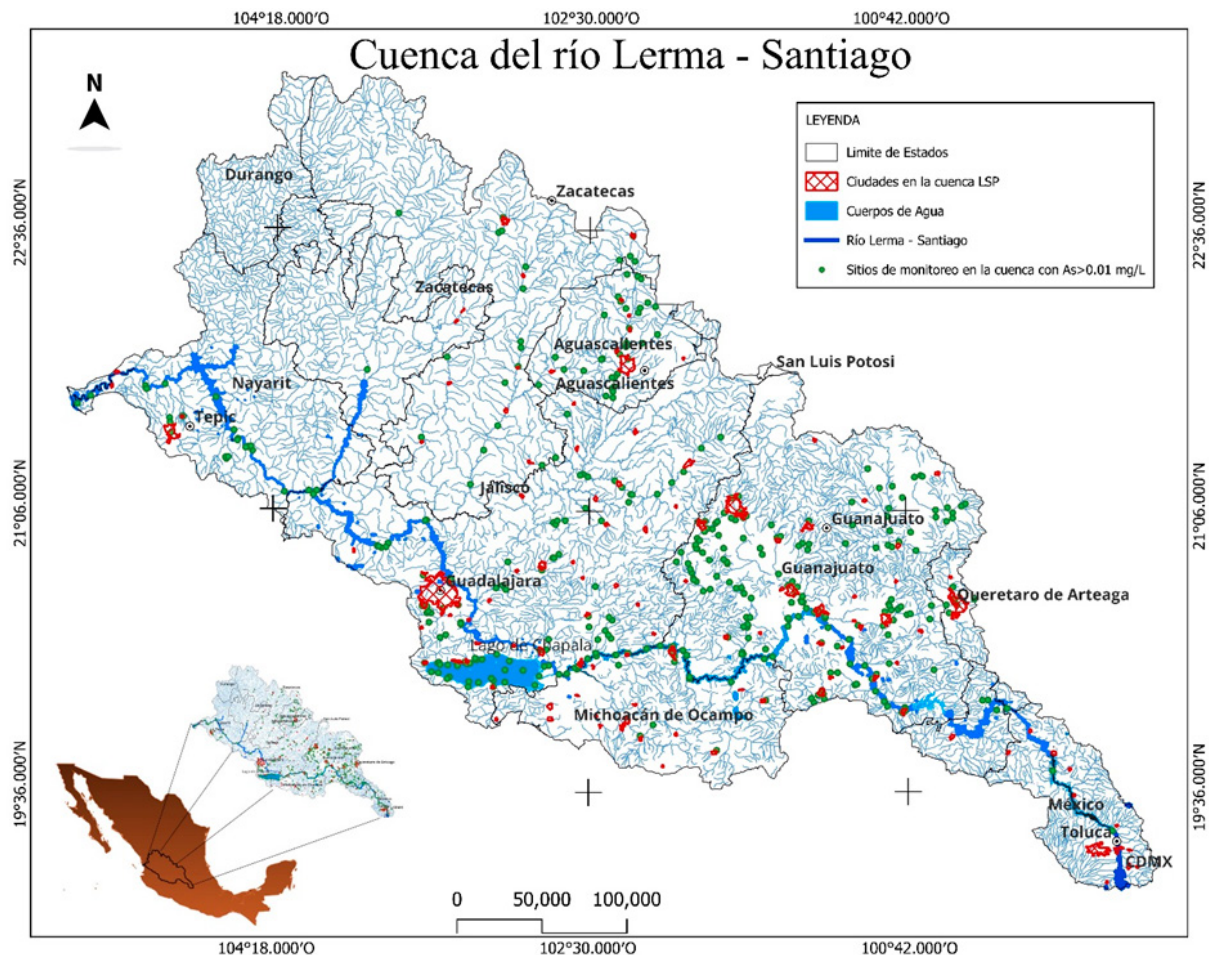 104°18.000’O 102°30.000’O 100°42.000’O
Cuenca del río Lerma - Santiago
N
LEYENDA
Limite de Estados
Ciudades en la cuenca LSP
Cuerpos de Agua
Río Lerma - Santiago
Sitios de monitoreo en la cuenca con As>0.01 mg/L
22°36.000’N
22°36.000’N
Durango
Zacatecas
Zacatecas
Aguascalientes
Aguascalientes
San Luis Potosi
Nayarit
Tepic
Jalisco
21°06.000’N
21°06.000’N
Guanajuato
Guanajuato
Guadalajara
Queretaro de Arteaga
Lago de Chapala
Michoacán de Ocampo
19°36.000’N
19°36.000’N
México
Toluca
CDMX
0 50,000 100,000
104°18.000’O 102°30.000’O 100°42.000’O